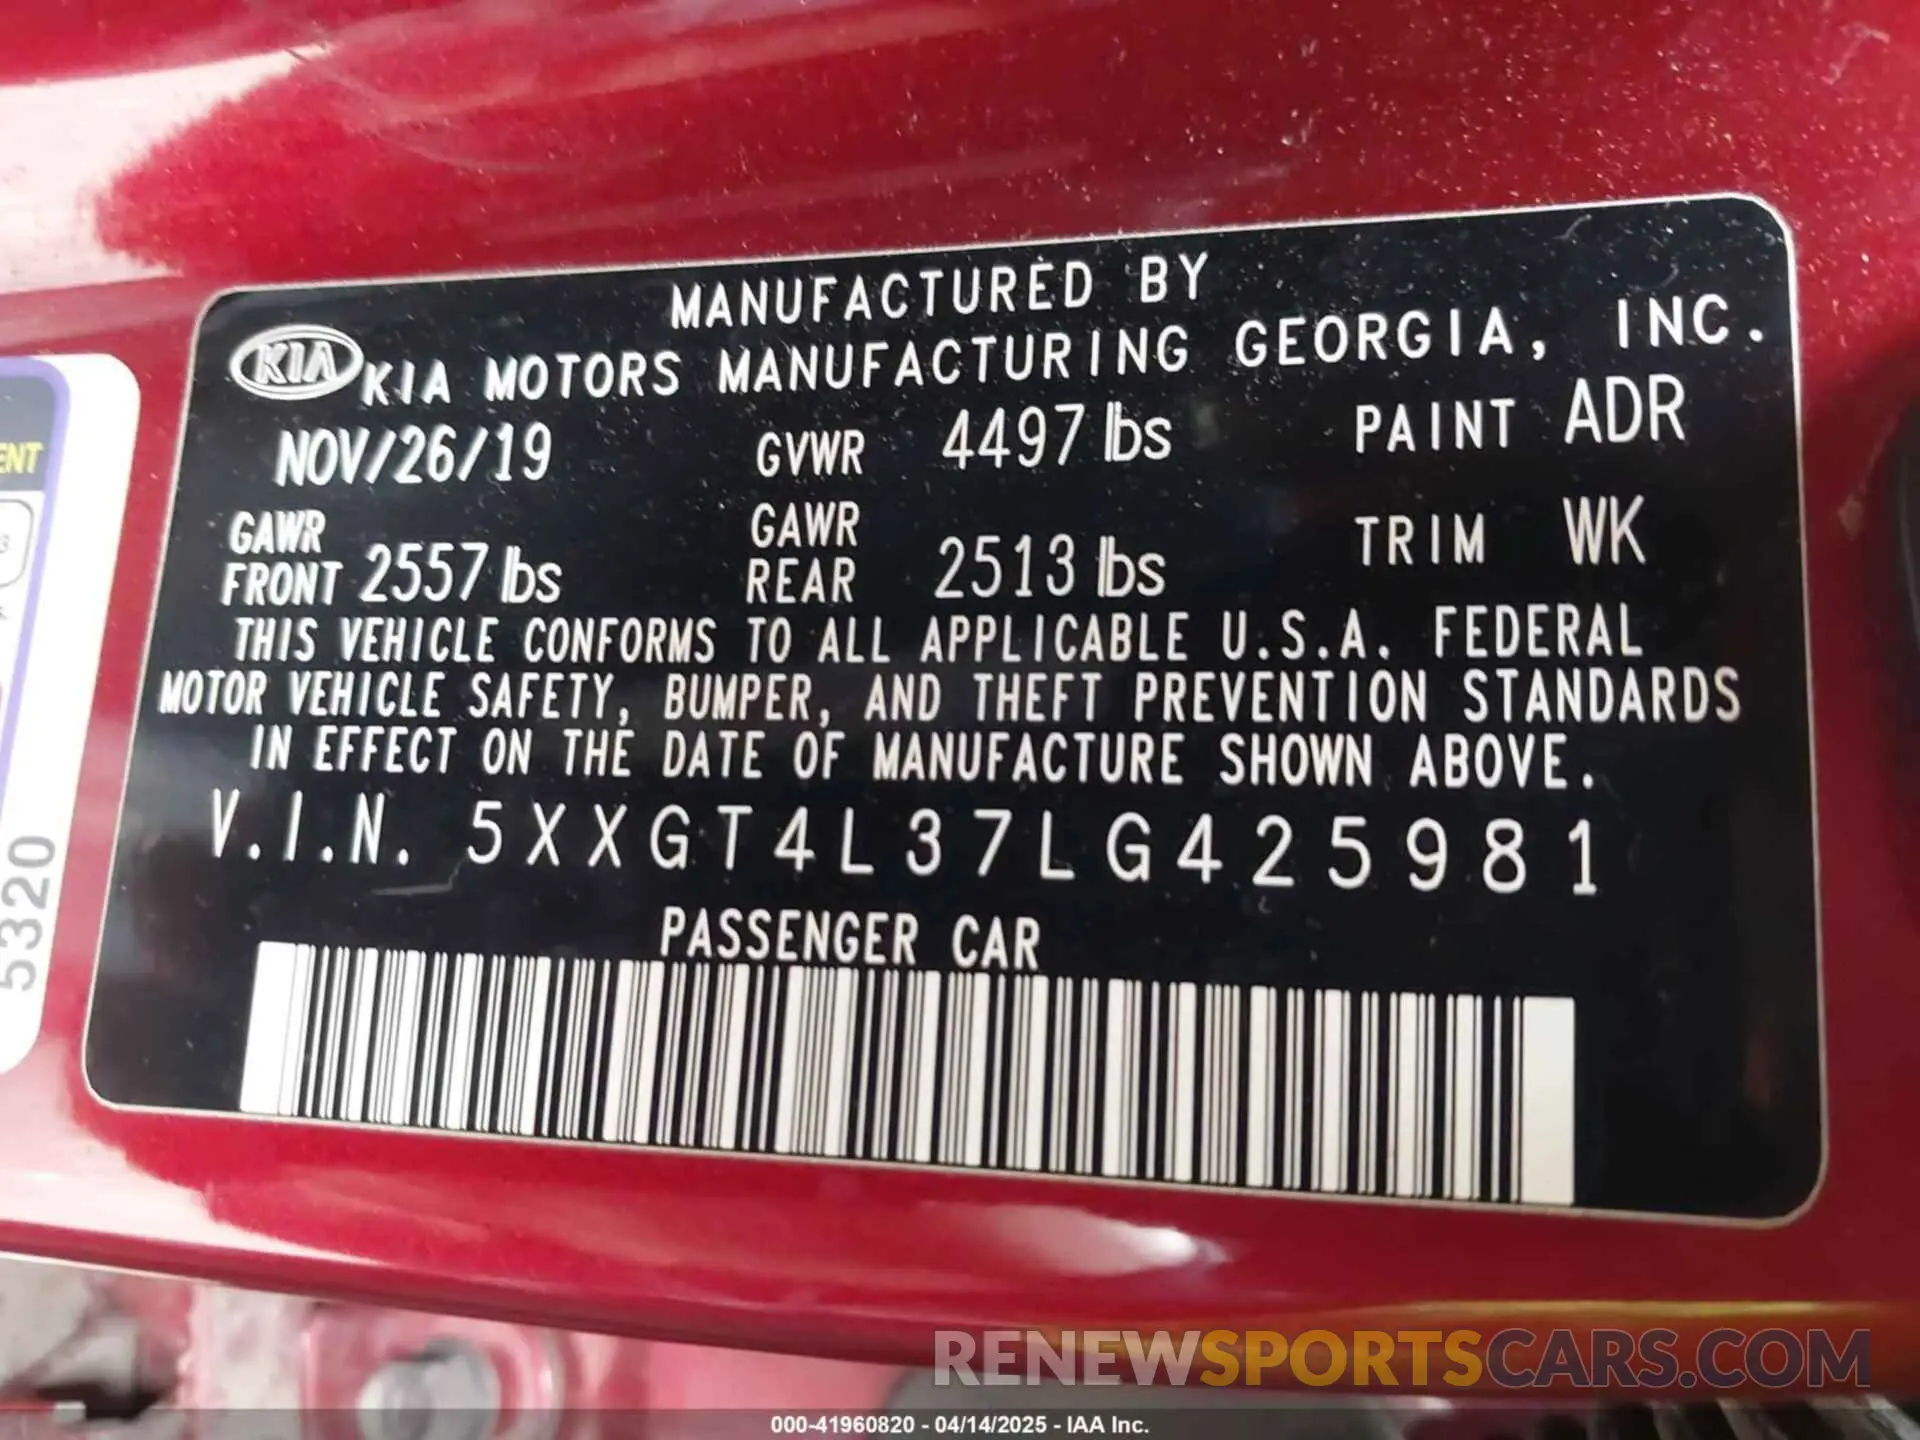 MANUFACTURED BY
KIA KIA MOTORS MANUFACTURING GEORGIA, INC.
NOV/26/19 GVWR 4497 lbs PAINT ADR
GAWR FRONT 2557 lbs GAWR REAR 2513 lbs TRIM WK
THIS VEHICLE CONFORMS TO ALL APPLICABLE U.S.A. FEDERAL
MOTOR VEHICLE SAFETY, BUMPER, AND THEFT PREVENTION STANDARDS
IN EFFECT ON THE DATE OF MANUFACTURE SHOWN ABOVE.
V.I.N. 5XXGT4L37LG425981
PASSENGER CAR
ENT
5320
RENEWSPORTSCARS.COM
000-41960820 - 04/14/2025 - IAA Inc.